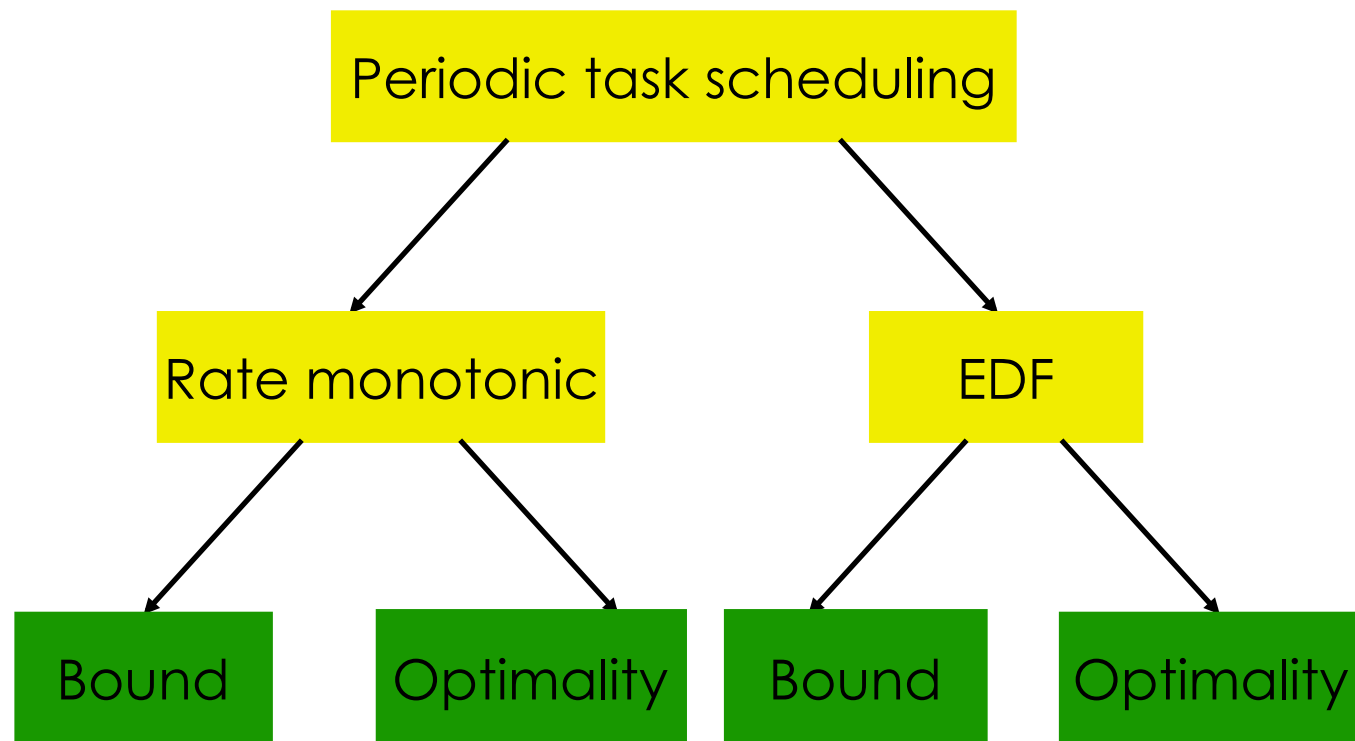 Periodic task scheduling
Rate monotonic
EDF
Bound
Optimality
Bound
Optimality